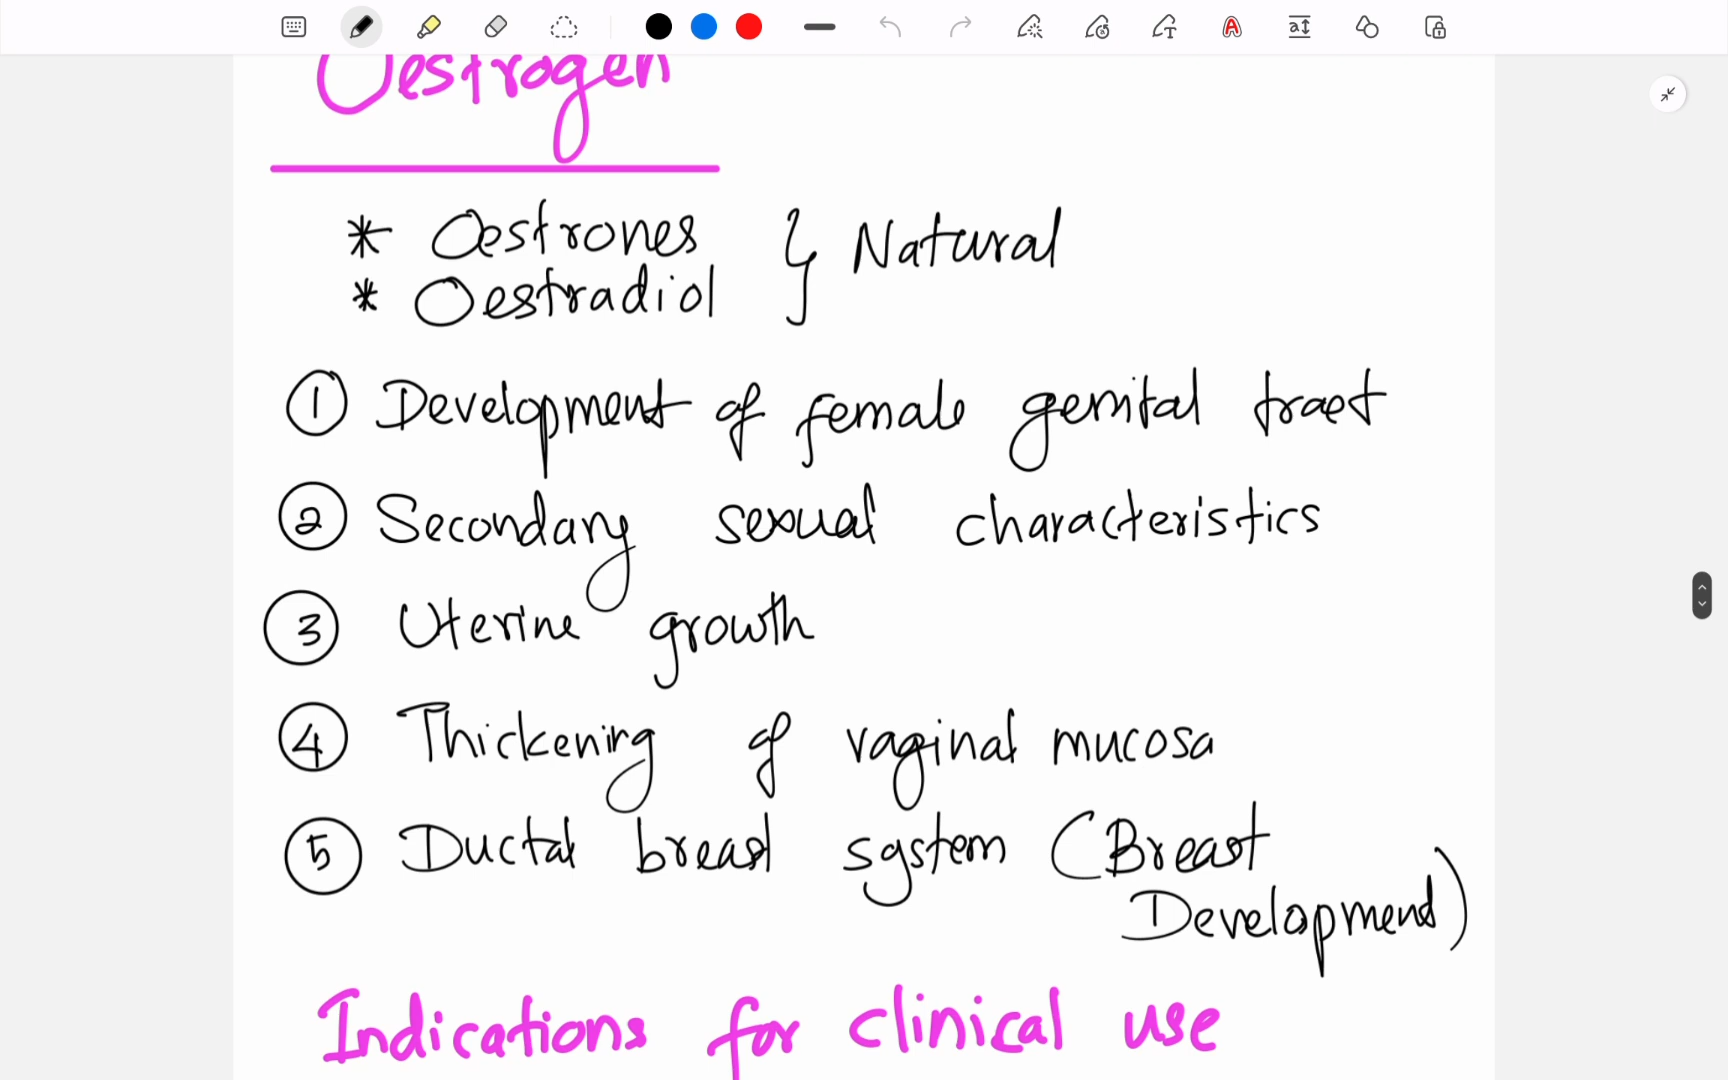 Oestrogen
* Oestrones } Natural
* Oestradiol
① Development of female genital tract
② Secondary sexual characteristics
③ Uterine growth
④ Thickening of vaginal mucosa
⑤ Ductal breast system (Breast
Development)
Indications for clinical use